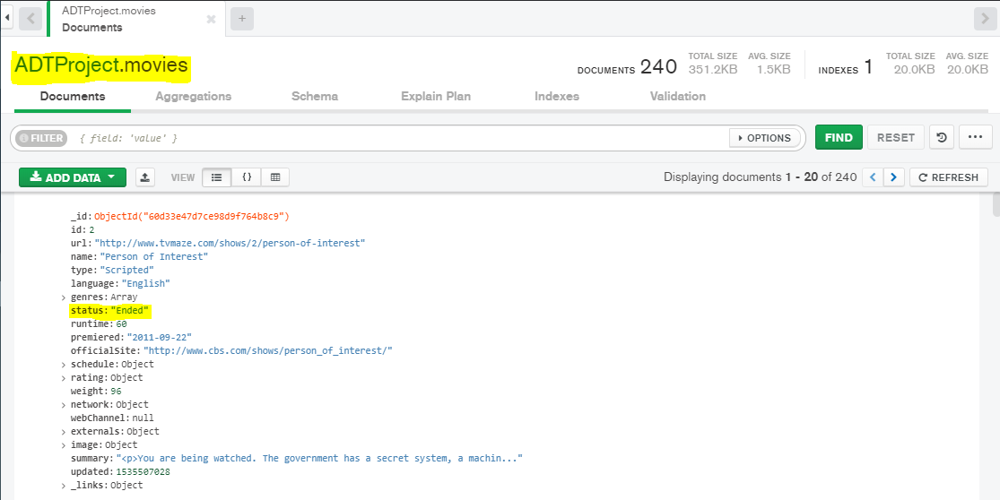 ADTProject.movies
Documents
ADTProject.movies
DOCUMENTS 240 TOTAL SIZE 351.2KB AVG. SIZE 1.5KB INDEXES 1 TOTAL SIZE 20.0KB AVG. SIZE 20.0KB
Documents Aggregations Schema Explain Plan Indexes Validation
FILTER { field: 'value' } OPTIONS FIND RESET
ADD DATA VIEW {} Displaying documents 1 - 20 of 240 REFRESH
_id: ObjectId("60d33e47d7ce98d9f764b8c9")
id: 2
url: "http://www.tvmaze.com/shows/2/person-of-interest"
name: "Person of Interest"
type: "Scripted"
language: "English"
genres: Array
status: "Ended"
runtime: 60
premiered: "2011-09-22"
officialSite: "http://www.cbs.com/shows/person_of_interest/"
schedule: Object
rating: Object
weight: 96
network: Object
webChannel: null
externals: Object
image: Object
summary: "<p>You are being watched. The government has a secret system, a machin..."
updated: 1535507028
_links: Object